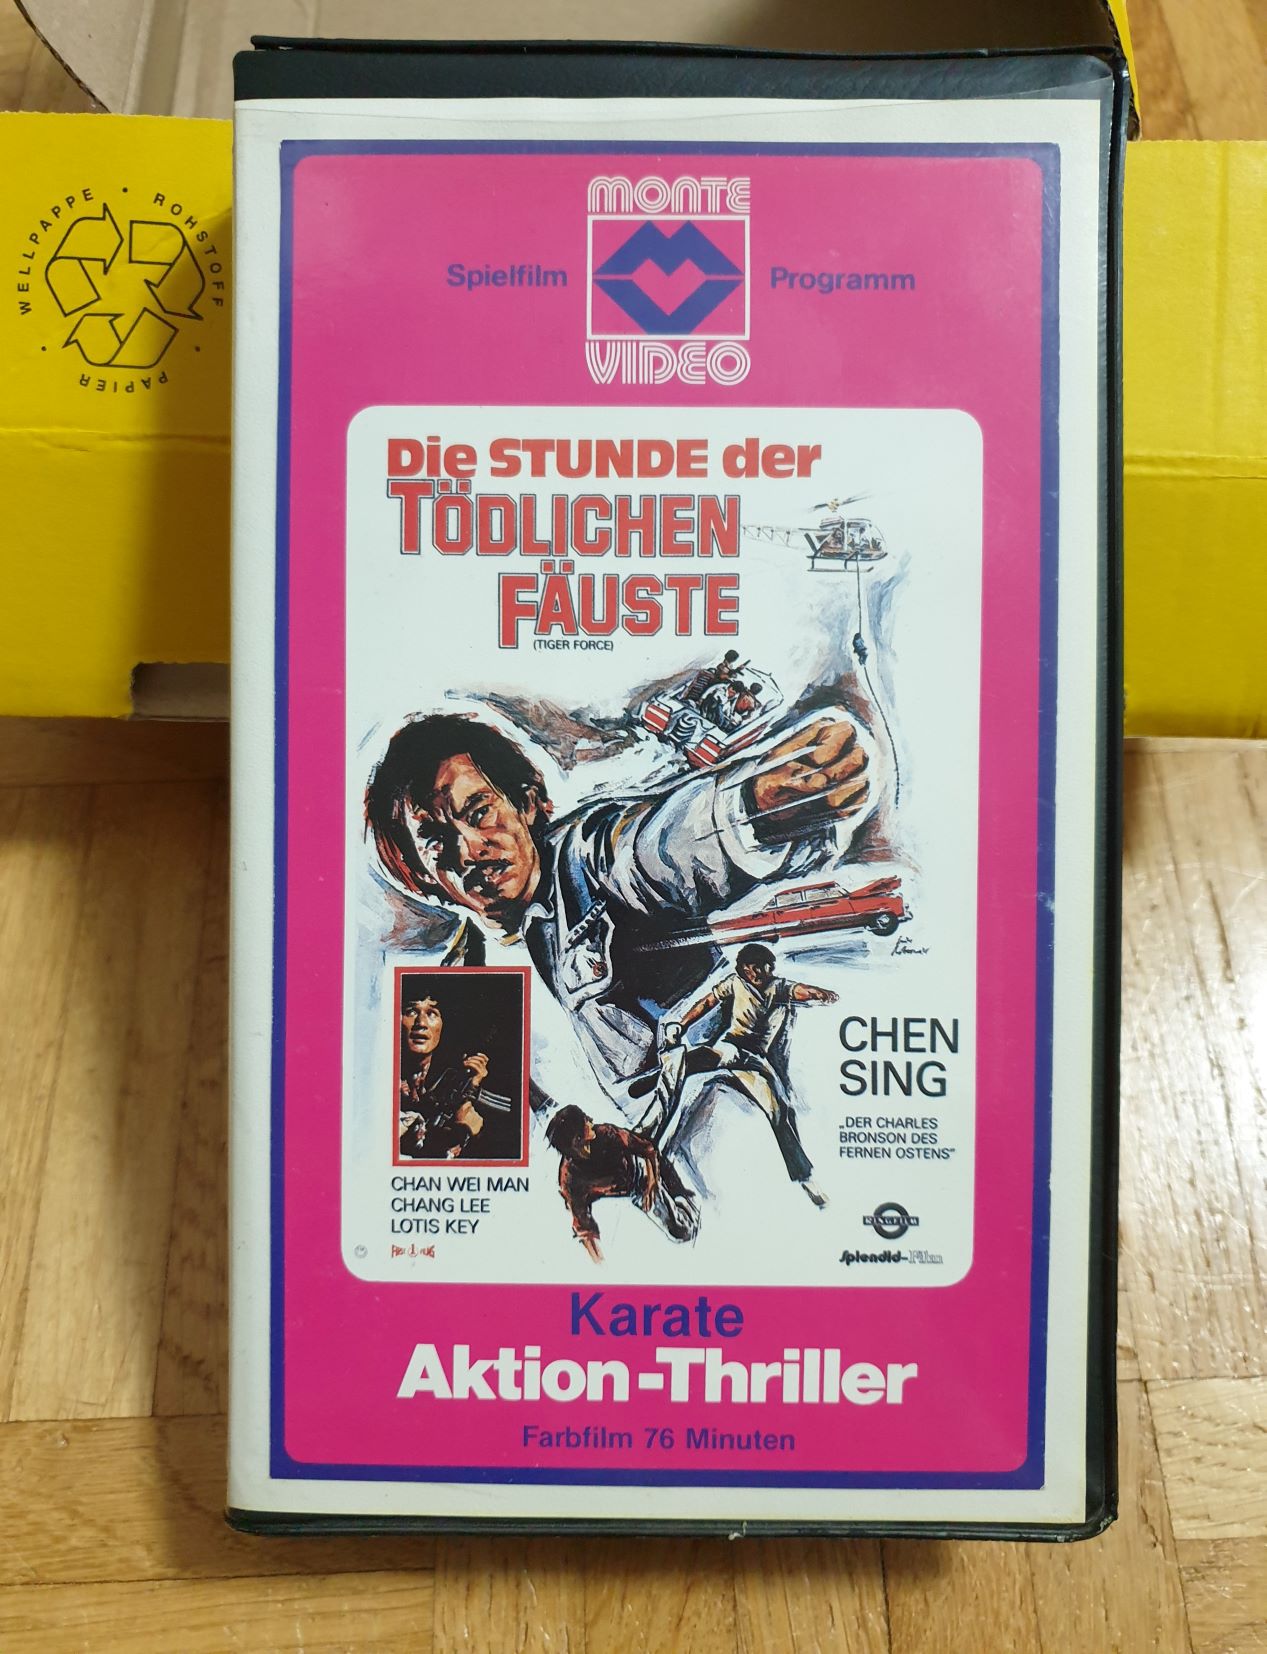 WELLPAPPE · ROHSTOFF · PAPIER ·
MONTE
Spielfilm
Programm
VIDEO
Die STUNDE der
TÖDLICHEN
FÄUSTE
(TIGER FORCE)
CHEN
SING
„DER CHARLES
BRONSON DES
FERNEN OSTENS"
CHAN WEI MAN
CHANG LEE
LOTIS KEY
RINGFILM
Splendid-Film
Karate
Aktion-Thriller
Farbfilm 76 Minuten